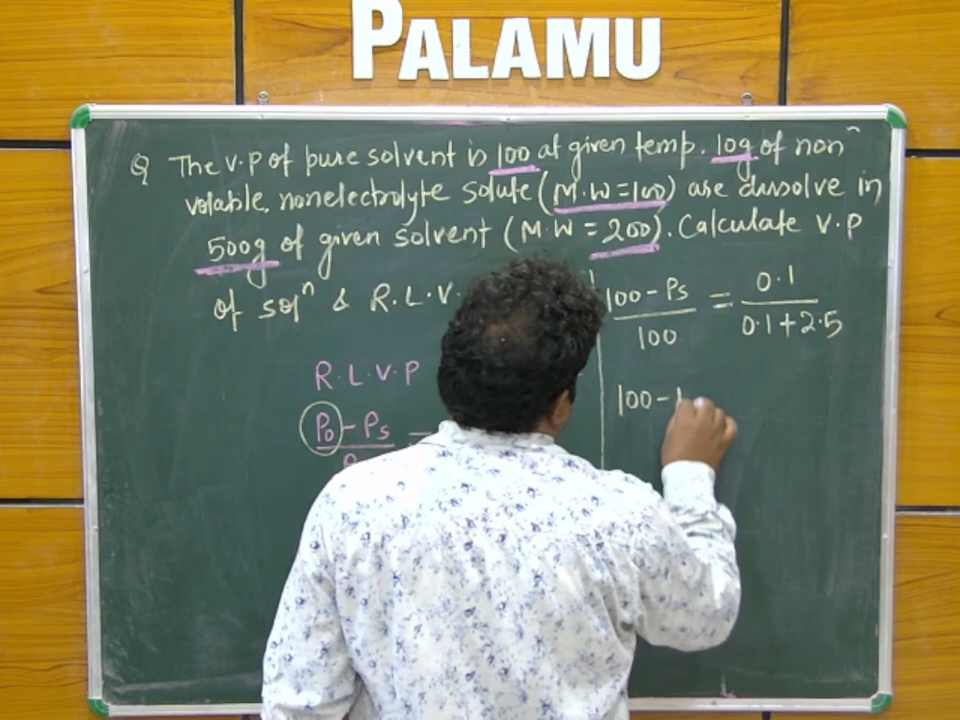 PALAMU
Q The V.P of pure solvent is 100 at given temp. 10g of non
volable, nonelectrolyte solute (M.W=100) are dissolve in
500g of given solvent (M.W = 200). Calculate V.P
of solⁿ & R.L.V.
R.L.V.P
P₀ - Ps
100 - Ps / 100 = 0.1 / 0.1 + 2.5
100 -